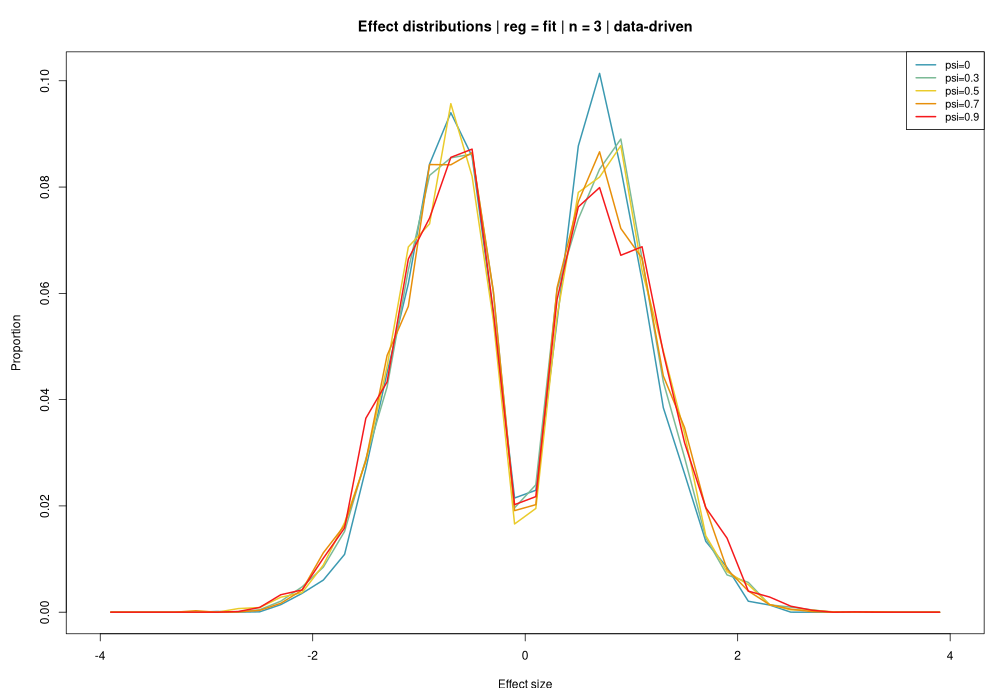 Effect distributions | reg = fit | n = 3 | data-driven
psi=0
psi=0.3
psi=0.5
psi=0.7
psi=0.9
Proportion
0.10
0.08
0.06
0.04
0.02
0.00
-4 -2 0 2 4
Effect size